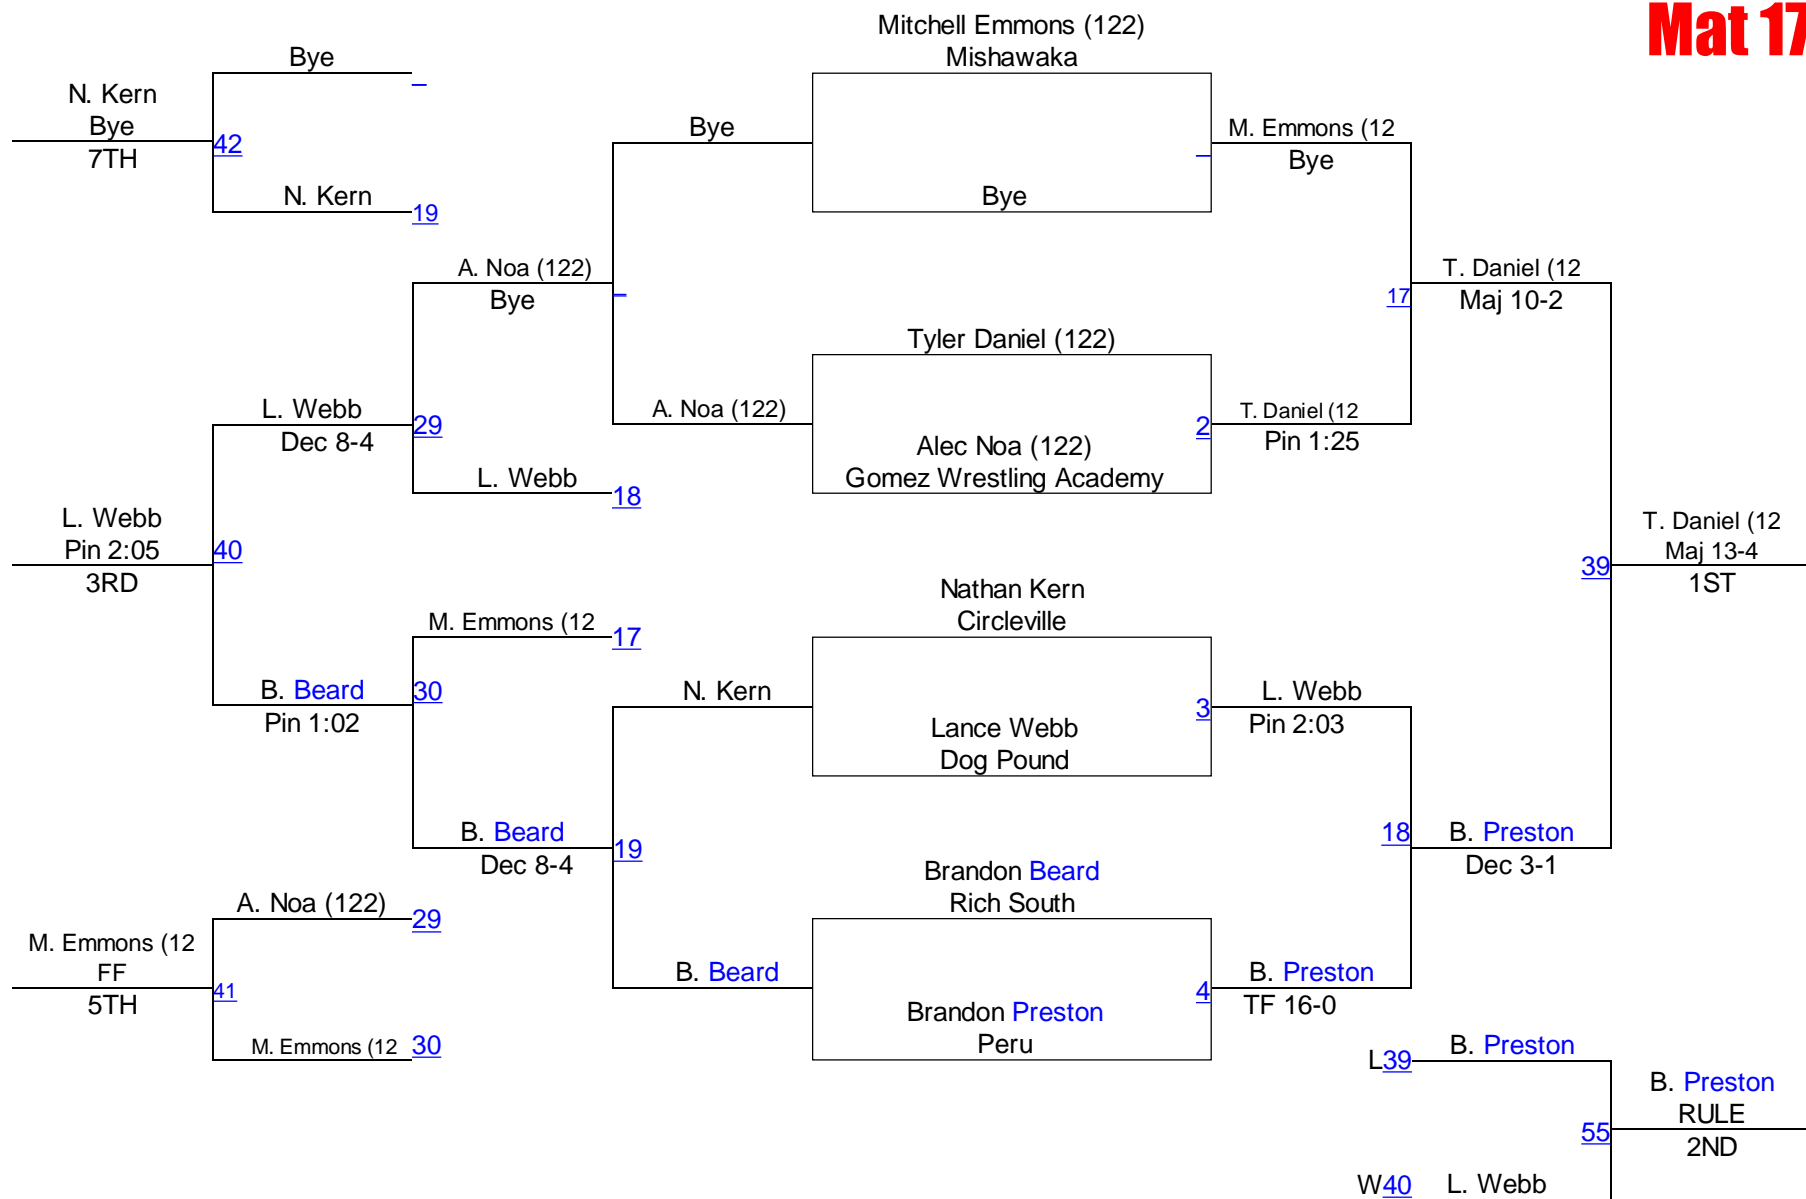 Mat 17
Mitchell Emmons (122)
Mishawaka
Bye
N. Kern
Bye
7TH
42
N. Kern
19
Bye
M. Emmons (12
Bye
Bye
A. Noa (122)
Bye
T. Daniel (12
Maj 10-2
17
Tyler Daniel (122)
A. Noa (122)
T. Daniel (12
Pin 1:25
2
Alec Noa (122)
Gomez Wrestling Academy
L. Webb
Dec 8-4
29
L. Webb
18
L. Webb
Pin 2:05
3RD
40
T. Daniel (12
Maj 13-4
1ST
39
Nathan Kern
Circleville
M. Emmons (12
17
B. Beard
Pin 1:02
30
N. Kern
L. Webb
Pin 2:03
3
Lance Webb
Dog Pound
B. Beard
Dec 8-4
19
18
B. Preston
Dec 3-1
Brandon Beard
Rich South
A. Noa (122)
29
M. Emmons (12
FF
5TH
41
M. Emmons (12
30
B. Beard
B. Preston
TF 16-0
4
Brandon Preston
Peru
L39
B. Preston
B. Preston
RULE
2ND
55
W40
L. Webb